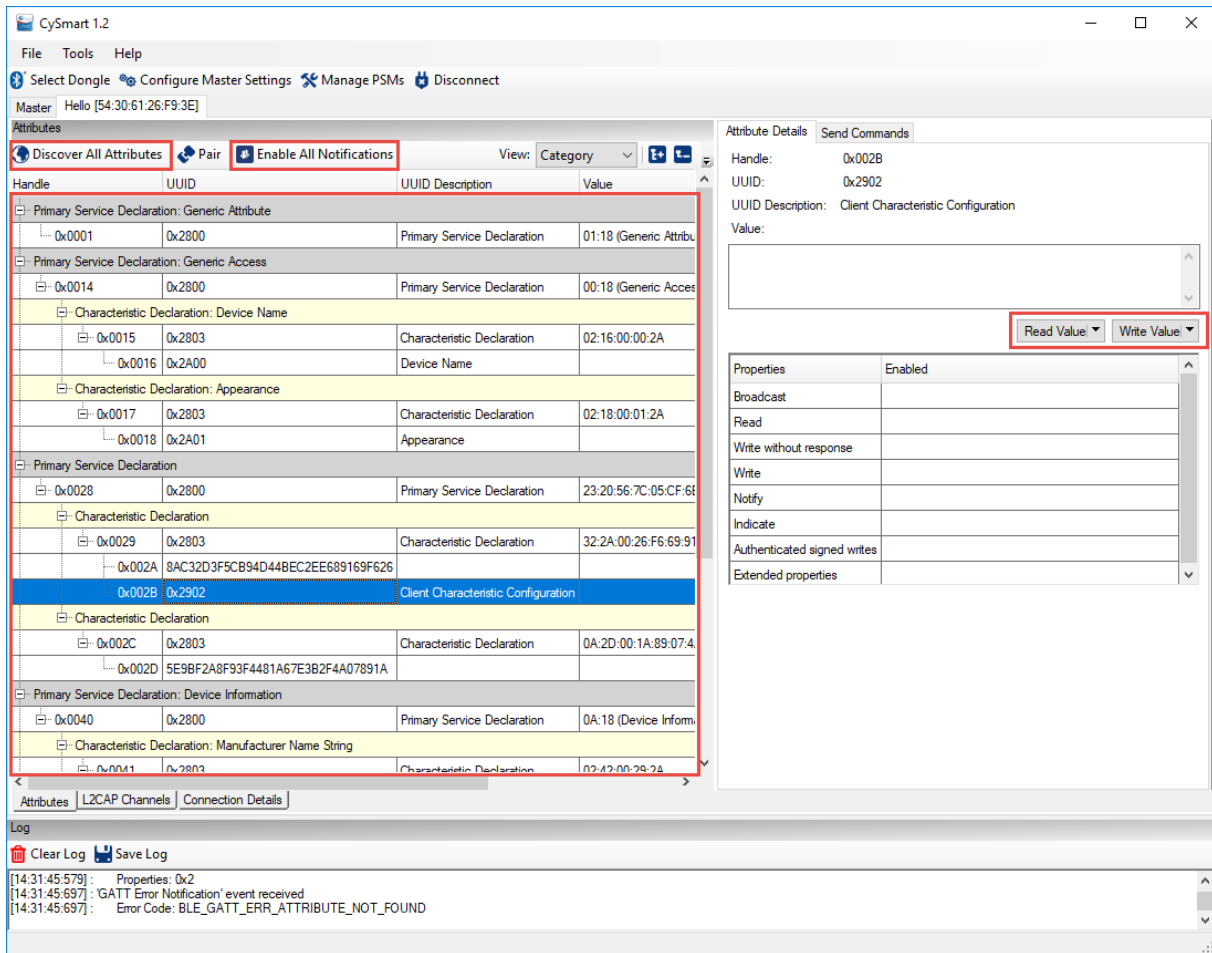 CySmart 1.2
File Tools Help
Select Dongle Configure Master Settings Manage PSMs Disconnect
Master Hello [54:30:61:26:F9:3E]
Attributes
Discover All Attributes Pair Enable All Notifications View: Category
Handle UUID UUID Description Value
Primary Service Declaration: Generic Attribute
0x0001 0x2800 Primary Service Declaration 01:18 (Generic Attribu
Primary Service Declaration: Generic Access
0x0014 0x2800 Primary Service Declaration 00:18 (Generic Acces
Characteristic Declaration: Device Name
0x0015 0x2803 Characteristic Declaration 02:16:00:00:2A
0x0016 0x2A00 Device Name
Characteristic Declaration: Appearance
0x0017 0x2803 Characteristic Declaration 02:18:00:01:2A
0x0018 0x2A01 Appearance
Primary Service Declaration
0x0028 0x2800 Primary Service Declaration 23:20:56:7C:05:CF:6E
Characteristic Declaration
0x0029 0x2803 Characteristic Declaration 32:2A:00:26:F6:69:91
0x002A 8AC32D3F5CB94D44BEC2EE689169F626
0x002B 0x2902 Client Characteristic Configuration
Characteristic Declaration
0x002C 0x2803 Characteristic Declaration 0A:2D:00:1A:89:07:4
0x002D 5E9BF2A8F93F4481A67E3B2F4A07891A
Primary Service Declaration: Device Information
0x0040 0x2800 Primary Service Declaration 0A:18 (Device Inform
Characteristic Declaration: Manufacturer Name String
0x0041 0x2803 Characteristic Declaration 02:42:00:29:2A
Attributes L2CAP Channels Connection Details
Attribute Details Send Commands
Handle: 0x002B
UUID: 0x2902
UUID Description: Client Characteristic Configuration
Value:
Read Value Write Value
Properties Enabled
Broadcast
Read
Write without response
Write
Notify
Indicate
Authenticated signed writes
Extended properties
Log
Clear Log Save Log
[14:31:45:579] : Properties: 0x2
[14:31:45:697] : 'GATT Error Notification' event received
[14:31:45:697] : Error Code: BLE_GATT_ERR_ATTRIBUTE_NOT_FOUND